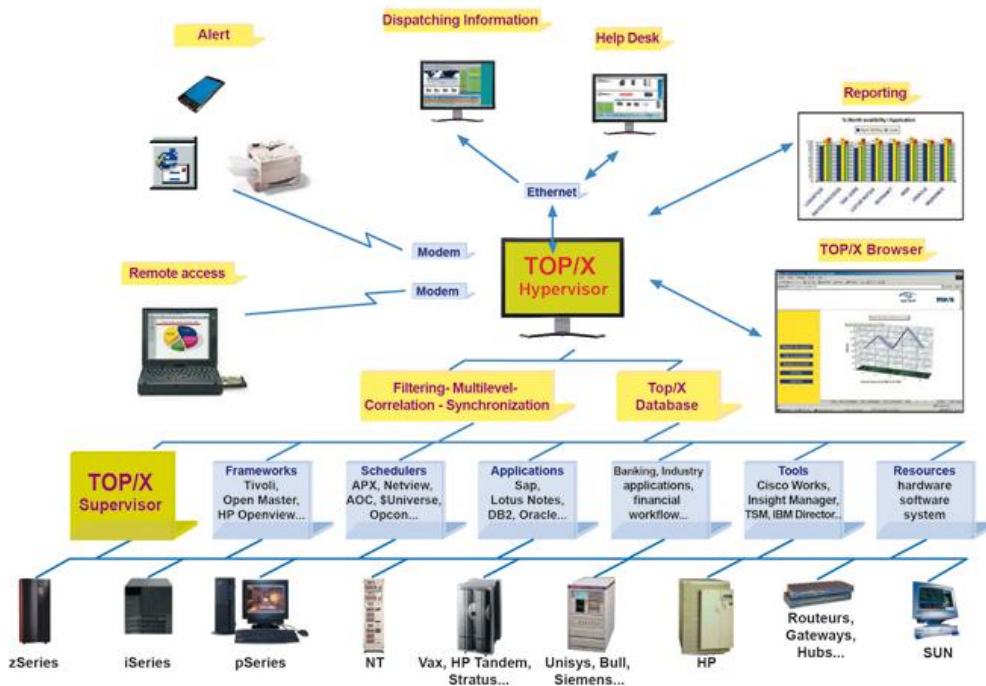 Dispatching Information
Alert
Help Desk
Reporting
% Month availability / Application
Ethernet
Modem
TOP/X
Hypervisor
TOP/X Browser
Remote access
Modem
Filtering- Multilevel-
Correlation - Synchronization
Top/X
Database
TOP/X
Supervisor
Frameworks
Tivoli,
Open Master,
HP Openview...
Schedulers
APX, Netview,
AOC, $Universe,
Opcon...
Applications
Sap,
Lotus Notes,
DB2, Oracle...
Banking, Industry
applications,
financial
workflow...
Tools
Cisco Works,
Insight Manager,
TSM, IBM Director..
Resources
hardware
software
system
zSeries
iSeries
pSeries
NT
Vax, HP Tandem,
Stratus...
Unisys, Bull,
Siemens...
HP
Routeurs,
Gateways,
Hubs...
SUN